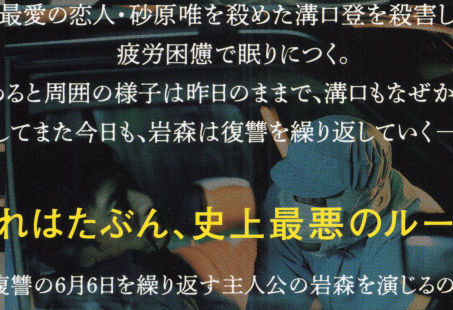 最愛の恋人・砂原唯を殺めた溝口登を殺害し
疲労困憊で眠りにつく。
めると周囲の様子は昨日のままで、溝口もなぜか
してまた今日も、岩森は復讐を繰り返していく―
れはたぶん、史上最悪のルー
復讐の6月6日を繰り返す主人公の岩森を演じるの